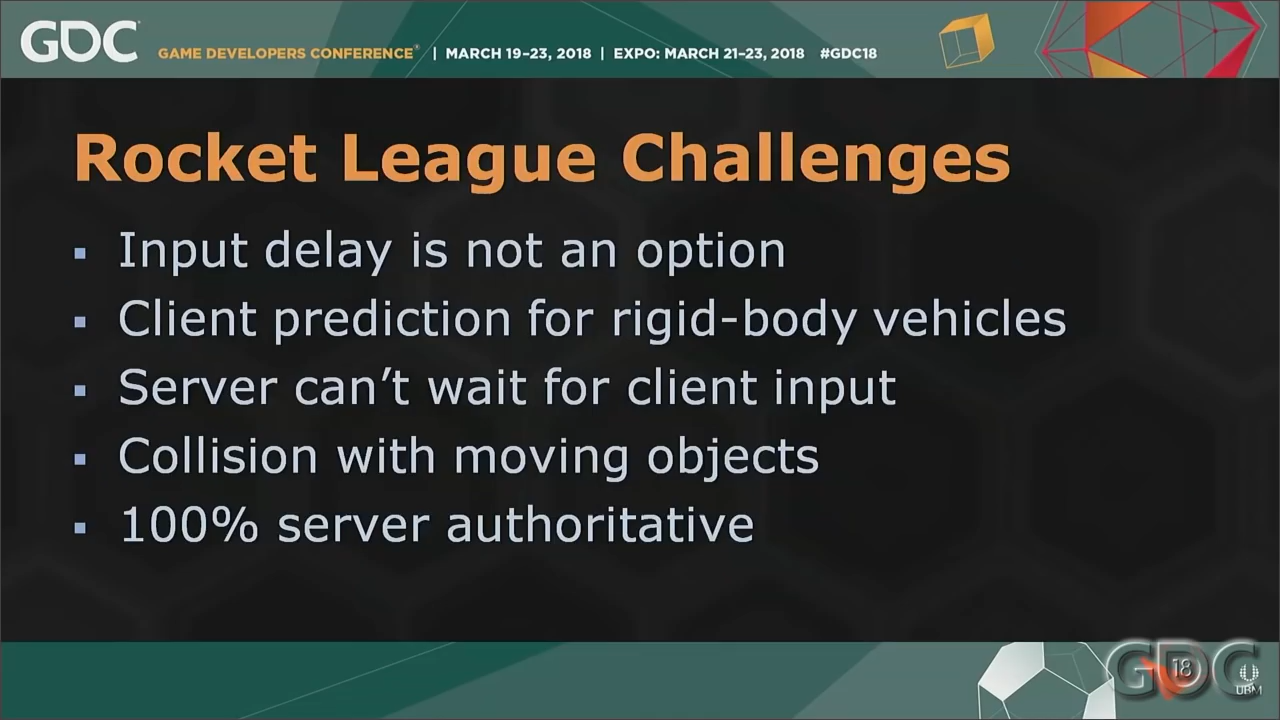 GDC GAME DEVELOPERS CONFERENCE® | MARCH 19–23, 2018 | EXPO: MARCH 21–23, 2018 #GDC18
Rocket League Challenges
▪ Input delay is not an option
▪ Client prediction for rigid-body vehicles
▪ Server can’t wait for client input
▪ Collision with moving objects
▪ 100% server authoritative
GDC 18 UBM